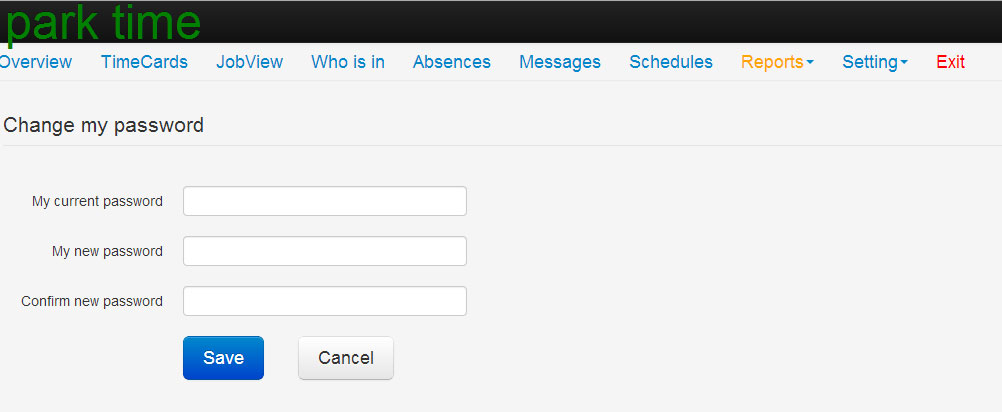 park time
Overview TimeCards JobView Who is in Absences Messages Schedules Reports Setting Exit
Change my password
My current password
My new password
Confirm new password
Save Cancel